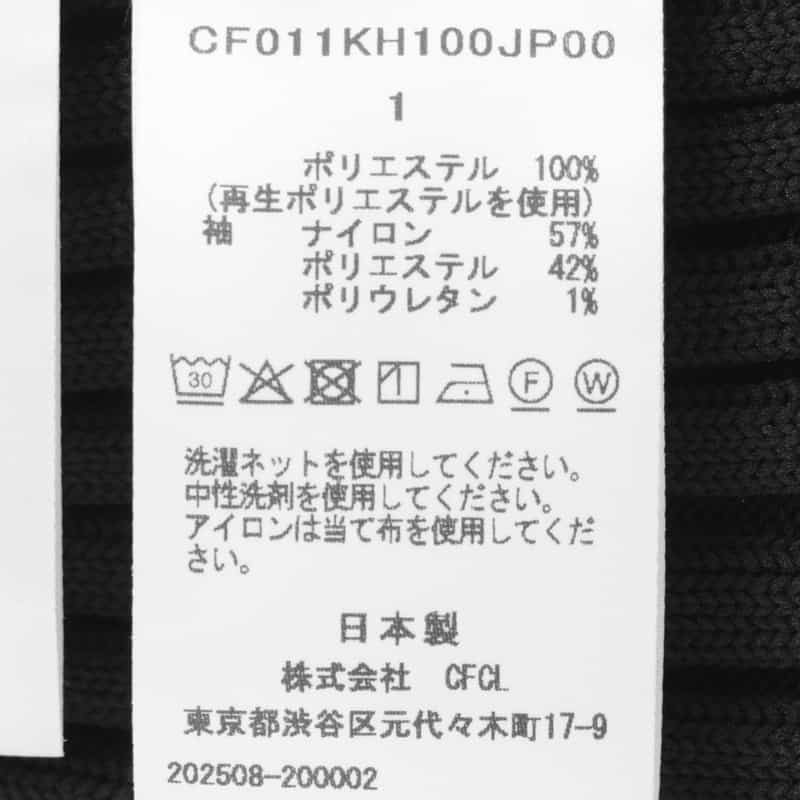 CF011KH100JP00
1
ポリエステル 100%
(再生ポリエステルを使用)
袖 ナイロン 57%
ポリエステル 42%
ポリウレタン 1%
30 F W
洗濯ネットを使用してください。
中性洗剤を使用してください。
アイロンは当て布を使用してくだ
さい。
日本製
株式会社 CFCL
東京都渋谷区元代々木町17-9
202508-200002